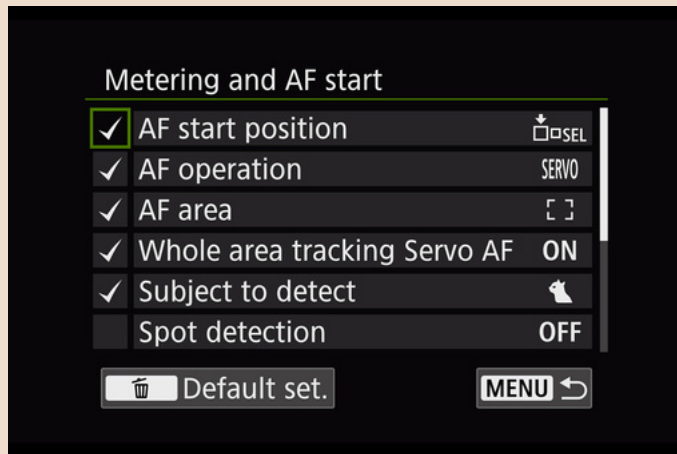 Metering and AF start
AF start position SEL
AF operation SERVO
AF area
Whole area tracking Servo AF ON
Subject to detect
Spot detection OFF
Default set. MENU